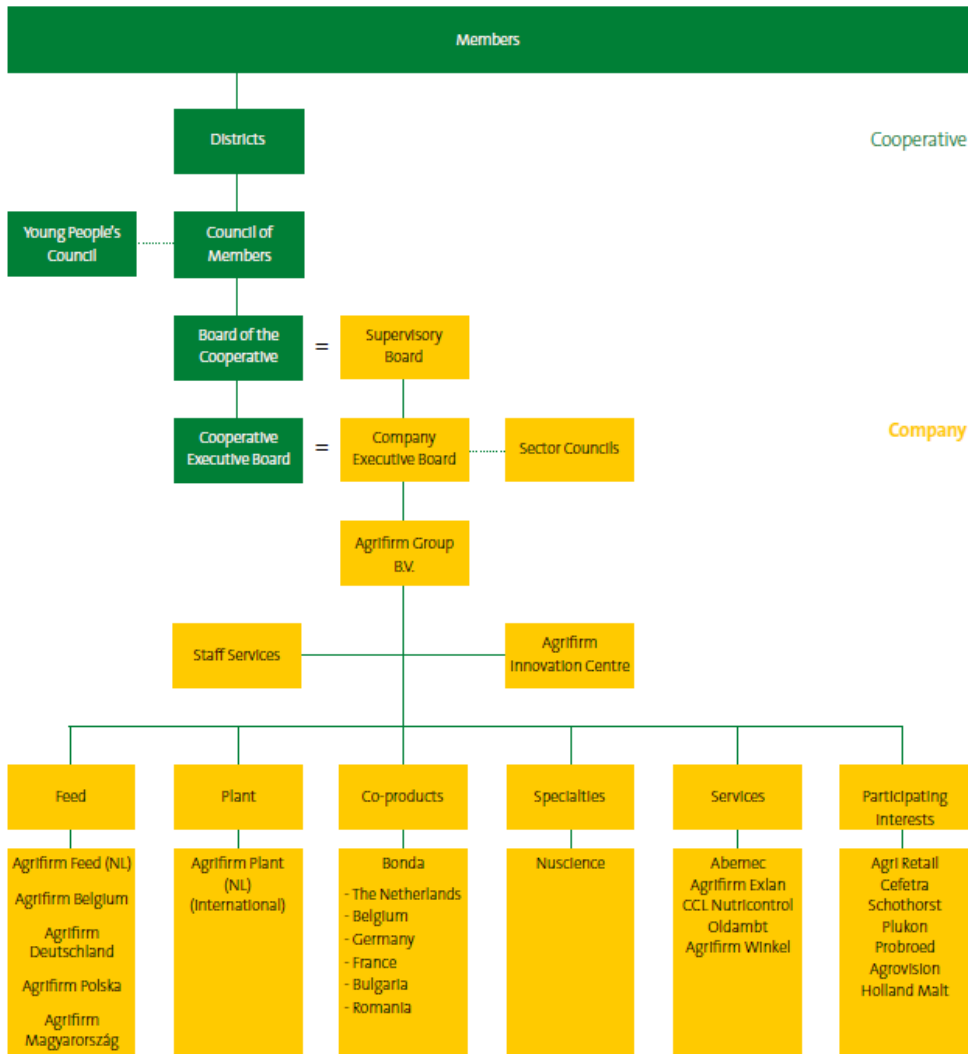 Members
Districts
Cooperative
Young People's
Council
Council of
Members
Board of the
Cooperative
=
Supervisory
Board
Cooperative
Executive Board
=
Company
Executive Board
Sector Councils
Company
Agrifirm Group
B.V.
Staff Services
Agrifirm
Innovation Centre
Feed
Plant
Co-products
Specialties
Services
Participating
Interests
Agrifirm Feed (NL)
Agrifirm Belgium
Agrifirm
Deutschland
Agrifirm Polska
Agrifirm
Magyarország
Agrifirm Plant
(NL)
(International)
Bonda
- The Netherlands
- Belgium
- Germany
- France
- Bulgaria
- Romania
Nuscience
Abemec
Agrifirm Exlan
CCL Nutricontrol
Oldambt
Agrifirm Winkel
Agri Retail
Cefetra
Schothorst
Plukon
Probroed
Agrovision
Holland Malt